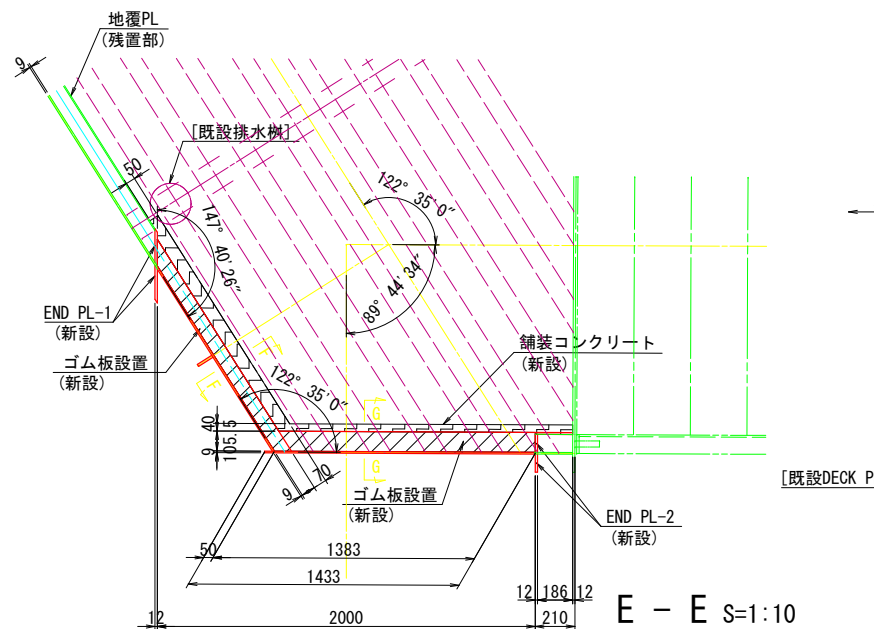 地覆PL
(残置部)
9
[既設排水桝]
50
122° 35′0″
147° 40′26″
89° 44′34″
END PL-1
(新設)
ゴム板設置
(新設)
舗装コンクリート
(新設)
F
F
122° 35′0″
G
40
105.5
9
G
70
9
ゴム板設置
(新設)
[既設DECK P
END PL-2
(新設)
50
1383
1433
12
186
12
12
2000
210
E − E S=1:10